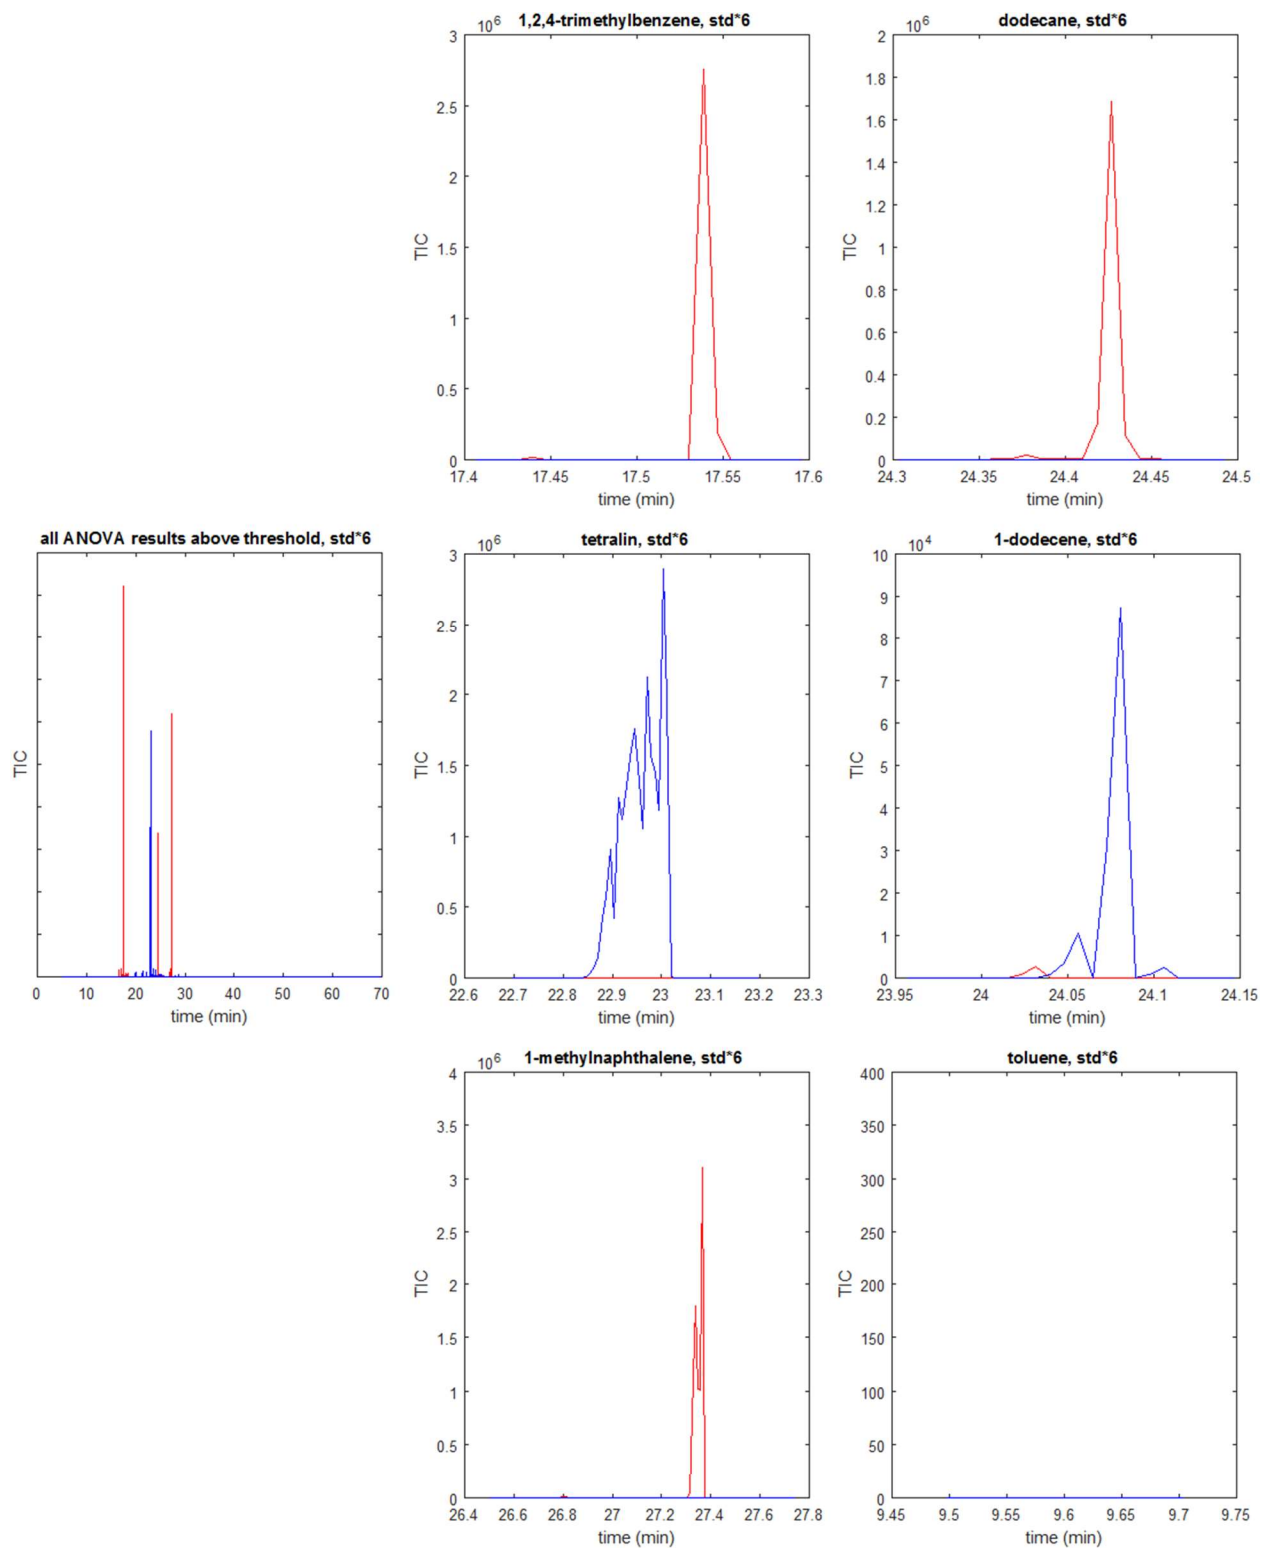 1,2,4-trimethylbenzene, std*6
10^6
3
2.5
2
1.5
1
0.5
0
TIC
17.4 17.45 17.5 17.55 17.6
time (min)
dodecane, std*6
10^6
2
1.8
1.6
1.4
1.2
1
0.8
0.6
0.4
0.2
0
TIC
24.3 24.35 24.4 24.45 24.5
time (min)
all ANOVA results above threshold, std*6
TIC
0 10 20 30 40 50 60 70
time (min)
tetralin, std*6
10^6
3
2.5
2
1.5
1
0.5
0
TIC
22.6 22.7 22.8 22.9 23 23.1 23.2 23.3
time (min)
1-dodecene, std*6
10^4
10
9
8
7
6
5
4
3
2
1
0
TIC
23.95 24 24.05 24.1 24.15
time (min)
1-methylnaphthalene, std*6
10^6
4
3.5
3
2.5
2
1.5
1
0.5
0
TIC
26.4 26.6 26.8 27 27.2 27.4 27.6 27.8
time (min)
toluene, std*6
400
350
300
250
200
150
100
50
0
TIC
9.45 9.5 9.55 9.6 9.65 9.7 9.75
time (min)